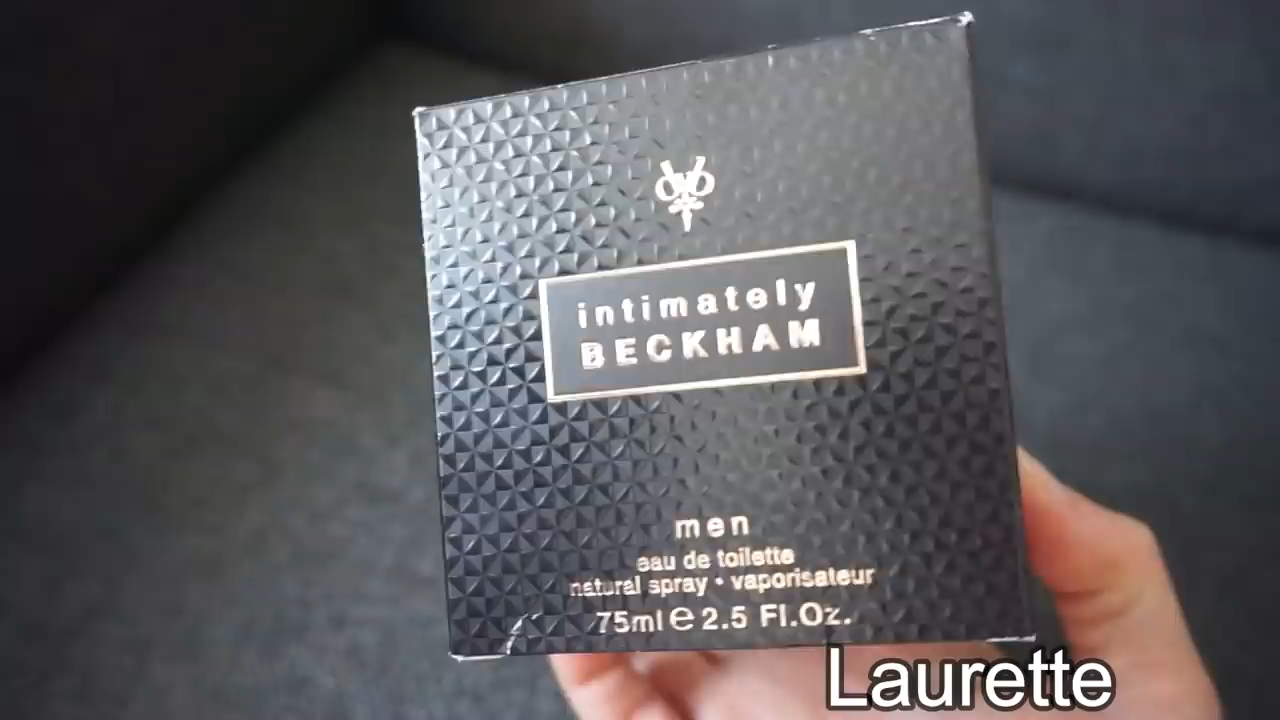 intimately
BECKHAM
men
eau de toilette
natural spray • vaporisateur
75ml e 2.5 Fl.Oz.
Laurette